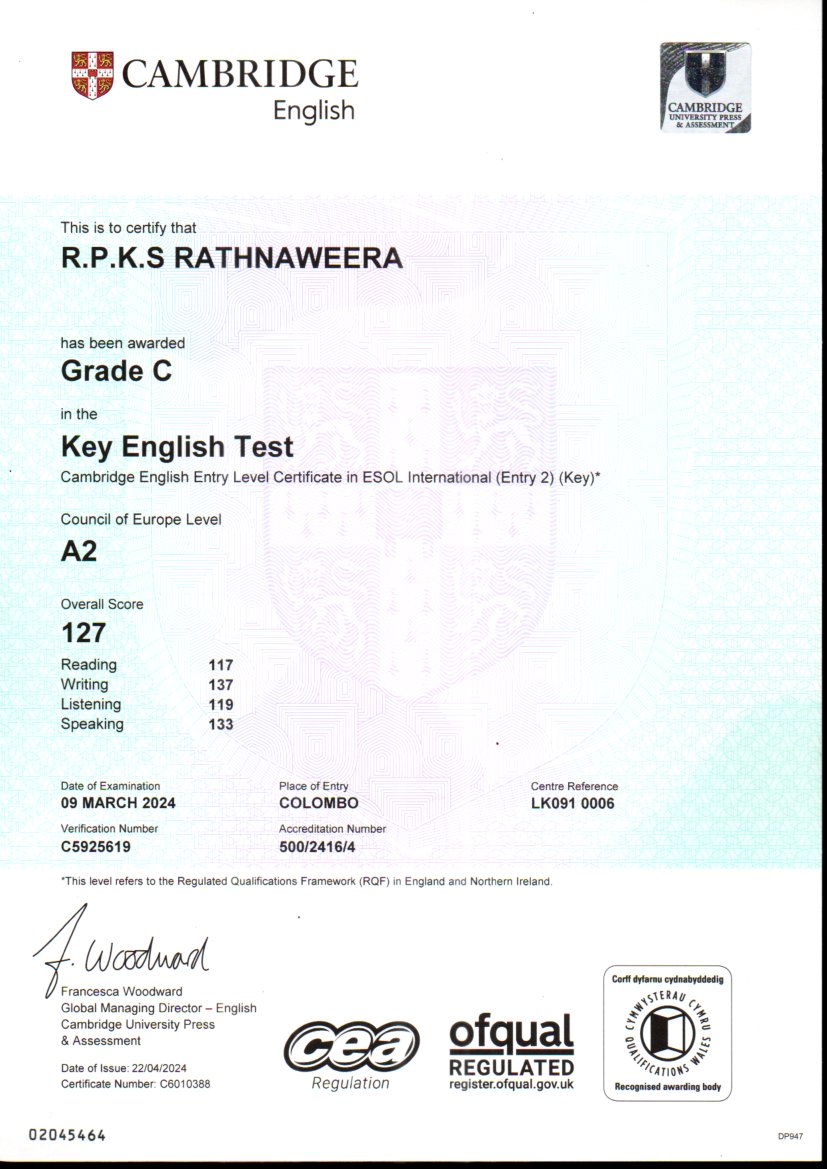 CAMBRIDGE
English
CAMBRIDGE
UNIVERSITY PRESS
& ASSESSMENT
This is to certify that
R.P.K.S RATHNAWEERA
has been awarded
Grade C
in the
Key English Test
Cambridge English Entry Level Certificate in ESOL International (Entry 2) (Key)*
Council of Europe Level
A2
Overall Score
127
Reading 117
Writing 137
Listening 119
Speaking 133
Date of Examination Place of Entry Centre Reference
09 MARCH 2024 COLOMBO LK091 0006
Verification Number Accreditation Number
C5925619 500/2416/4
*This level refers to the Regulated Qualifications Framework (RQF) in England and Northern Ireland.
F. Woodward
Francesca Woodward
Global Managing Director – English
Cambridge University Press
& Assessment
Date of Issue: 22/04/2024
Certificate Number: C6010388
cea
Regulation
ofqual
REGULATED
register.ofqual.gov.uk
Corff dyfarnu cydnabyddedig
CYMWYSTERAU CYMRU
QUALIFICATIONS WALES
Recognised awarding body
02045464
DP947